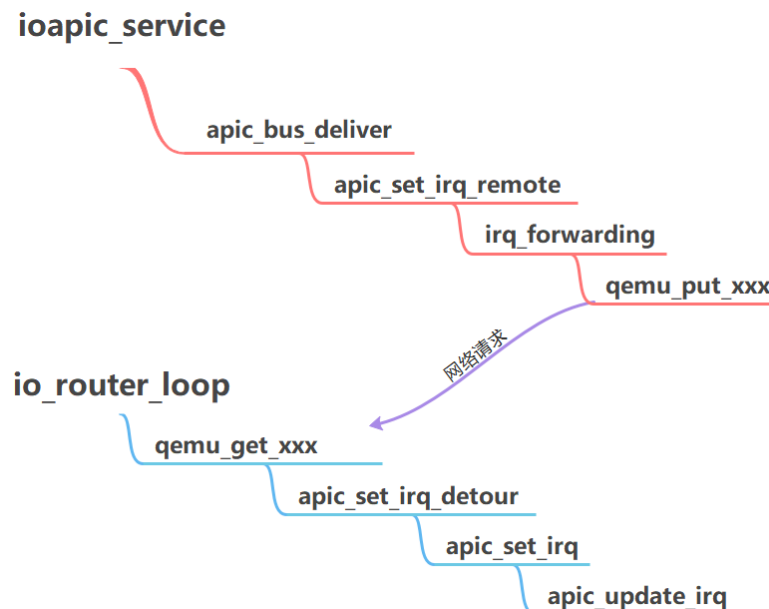 ioapic_service
apic_bus_deliver
apic_set_irq_remote
irq_forwarding
qemu_put_xxx
网络请求
io_router_loop
qemu_get_xxx
apic_set_irq_detour
apic_set_irq
apic_update_irq